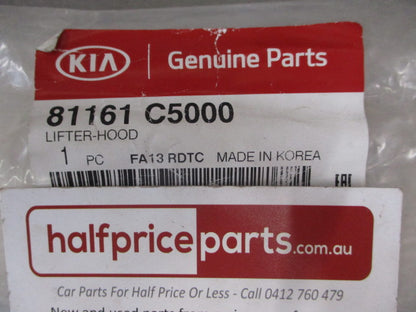 KIA Genuine Parts
81161 C5000
LIFTER-HOOD
1 PC FA13 RDTC MADE IN KOREA
EAC
halfpriceparts.com.au
Car Parts For Half Price Or Less - Call 0412 760 479